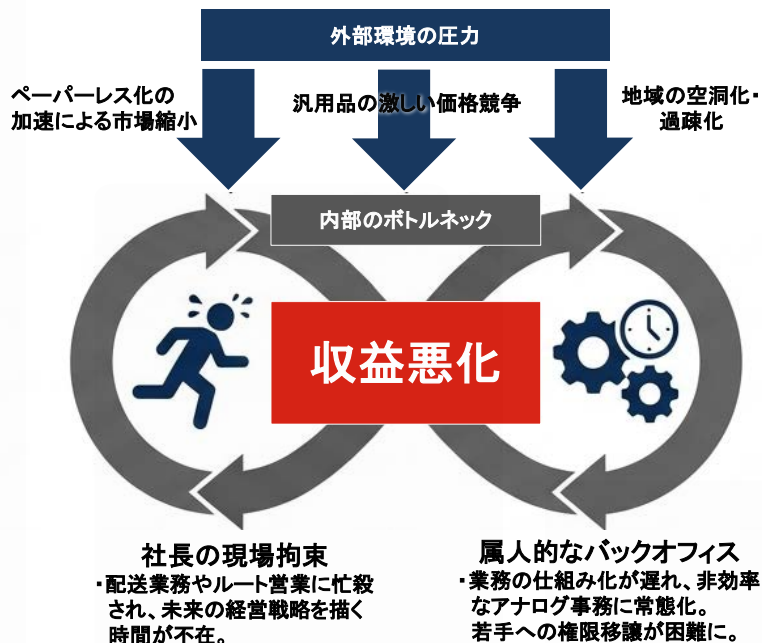 外部環境の圧力
ペーパーレス化の
加速による市場縮小
汎用品の激しい価格競争
地域の空洞化・
過疎化
内部のボトルネック
収益悪化
社長の現場拘束
・配送業務やルート営業に忙殺
され、未来の経営戦略を描く
時間が不在。
属人的なバックオフィス
・業務の仕組み化が遅れ、非効率
なアナログ事務に常態化。
若手への権限移譲が困難に。